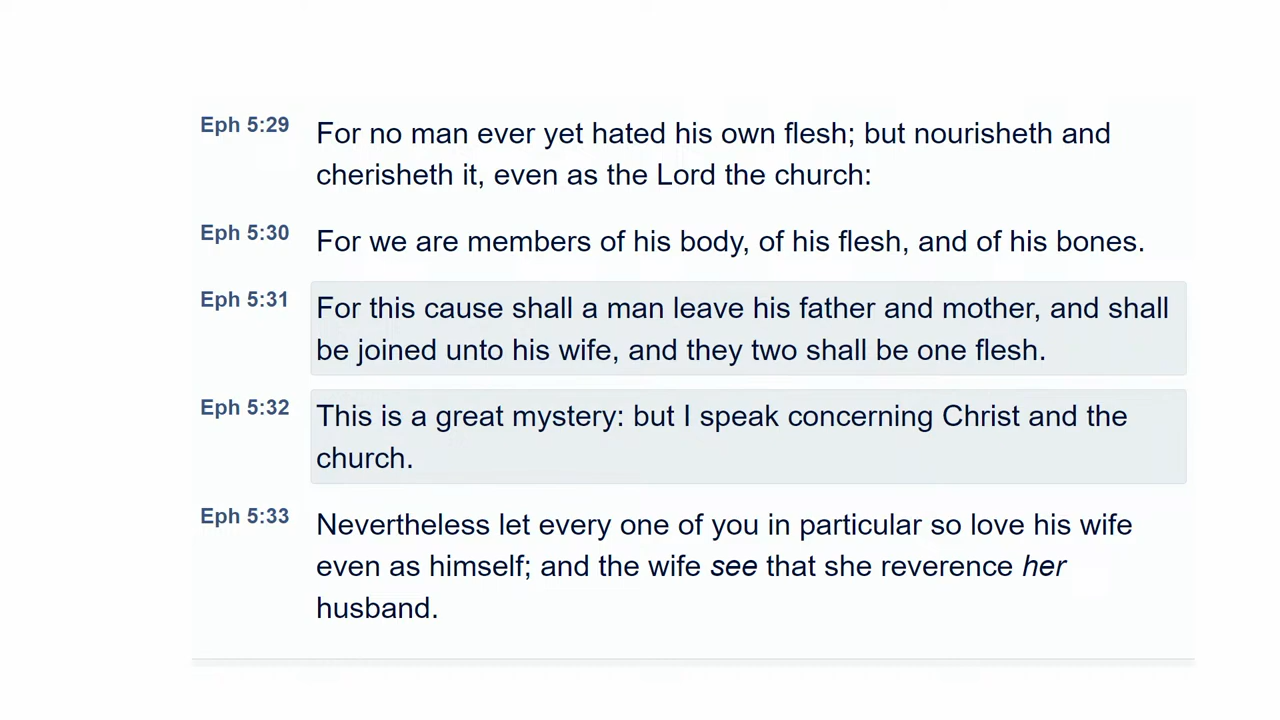 Eph 5:29 For no man ever yet hated his own flesh; but nourisheth and
cherisheth it, even as the Lord the church:
Eph 5:30 For we are members of his body, of his flesh, and of his bones.
Eph 5:31 For this cause shall a man leave his father and mother, and shall
be joined unto his wife, and they two shall be one flesh.
Eph 5:32 This is a great mystery: but I speak concerning Christ and the
church.
Eph 5:33 Nevertheless let every one of you in particular so love his wife
even as himself; and the wife see that she reverence her
husband.